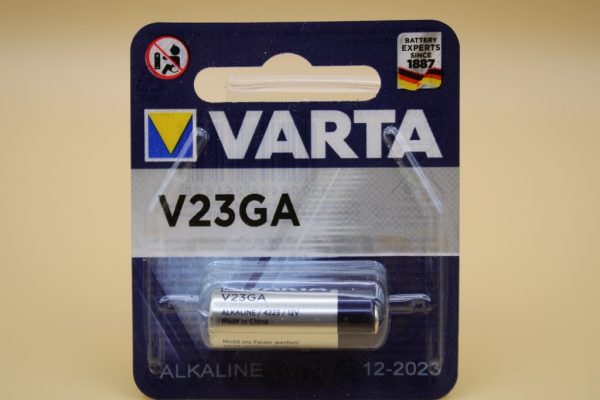 BATTERY
EXPERTS
SINCE
1887
VARTA
V23GA
V23GA
ALKALINE / 4223 / 12V
Made in China
Nicht ins Feuer werfen!
ALKALINE
12-2023